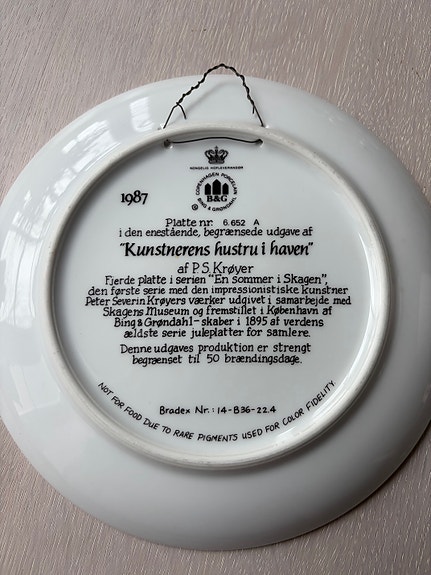 KONGELIG HOFLEVERANDØR
COPENHAGEN PORCELAIN
B&G
BING & GRØNDAHL
©
1987
Platte nr. 6.652 A
i den enestående, begrænsede udgave af
"Kunstnerens hustru i haven"
af P.S. Krøyer
Fjerde platte i serien "En sommer i Skagen",
den første serie med den impressionistiske kunstner
Peter Severin Krøyers værker udgivet i samarbejde med
Skagens Museum og fremstillet i København af
Bing & Grøndahl - skaber i 1895 af verdens
ældste serie juleplatter for samlere.
Denne udgaves produktion er strengt
begrænset til 50 brændingsdage.
Bradex Nr.: 14-B36-22.4
NOT FOR FOOD DUE TO RARE PIGMENTS USED FOR COLOR FIDELITY.